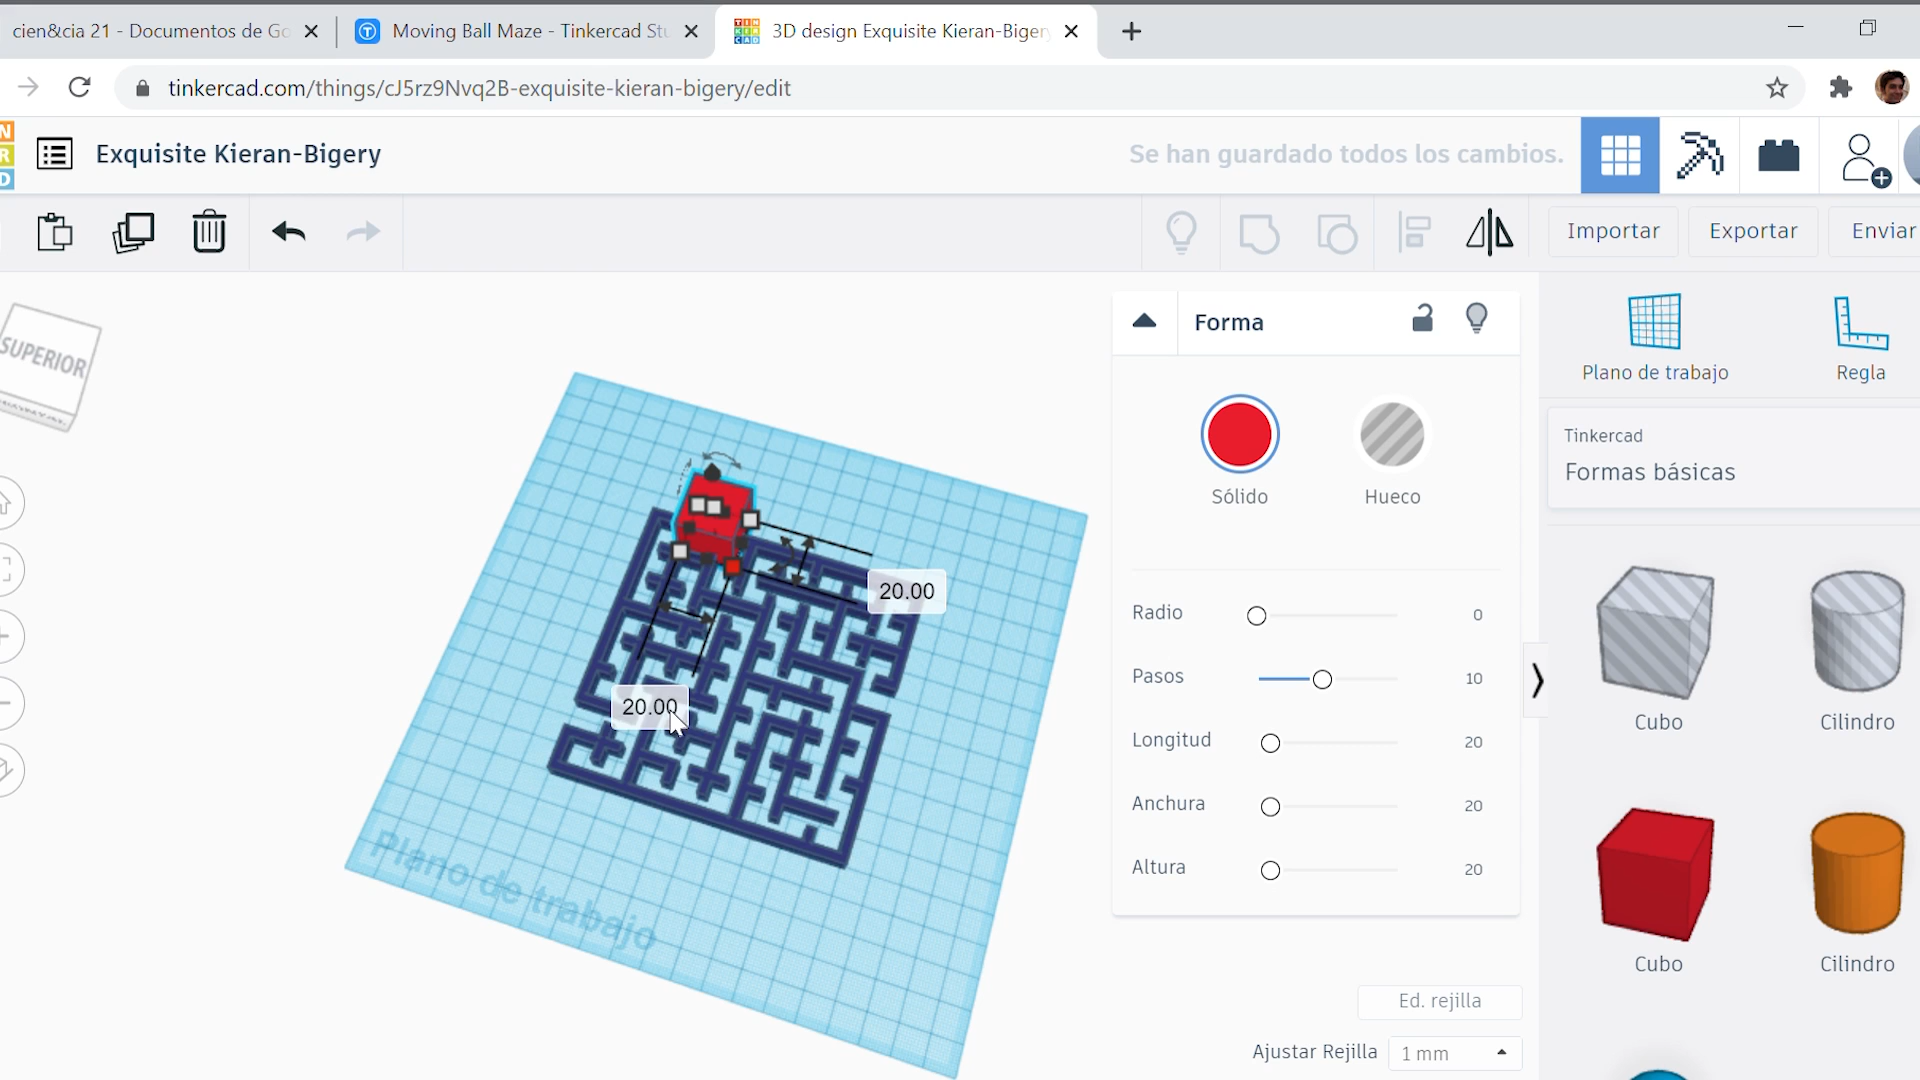 cien&cia 21 - Documentos de Go
Moving Ball Maze - Tinkercad Stu
3D design Exquisite Kieran-Bigery
tinkercad.com/things/cJ5rz9Nvq2B-exquisite-kieran-bigery/edit
Exquisite Kieran-Bigery
Se han guardado todos los cambios.
Importar
Exportar
Enviar
SUPERIOR
Forma
Plano de trabajo
Regla
Sólido
Hueco
Tinkercad
Formas básicas
20.00
20.00
Radio 0
Pasos 10
Longitud 20
Anchura 20
Altura 20
Cubo
Cilindro
Cubo
Cilindro
Plano de trabajo
Ed. rejilla
Ajustar Rejilla 1 mm